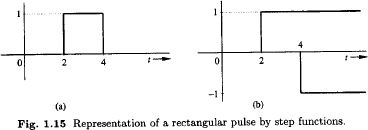 1
0
2
4
t
(a)
1
0
2
4
t
−1
(b)
Fig. 1.15 Representation of a rectangular pulse by step functions.